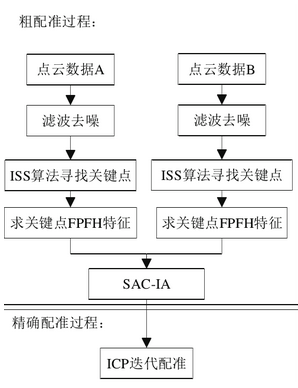 粗配准过程：
点云数据A
点云数据B
滤波去噪
滤波去噪
ISS算法寻找关键点
ISS算法寻找关键点
求关键点FPFH特征
求关键点FPFH特征
SAC-IA
精确配准过程：
ICP迭代配准